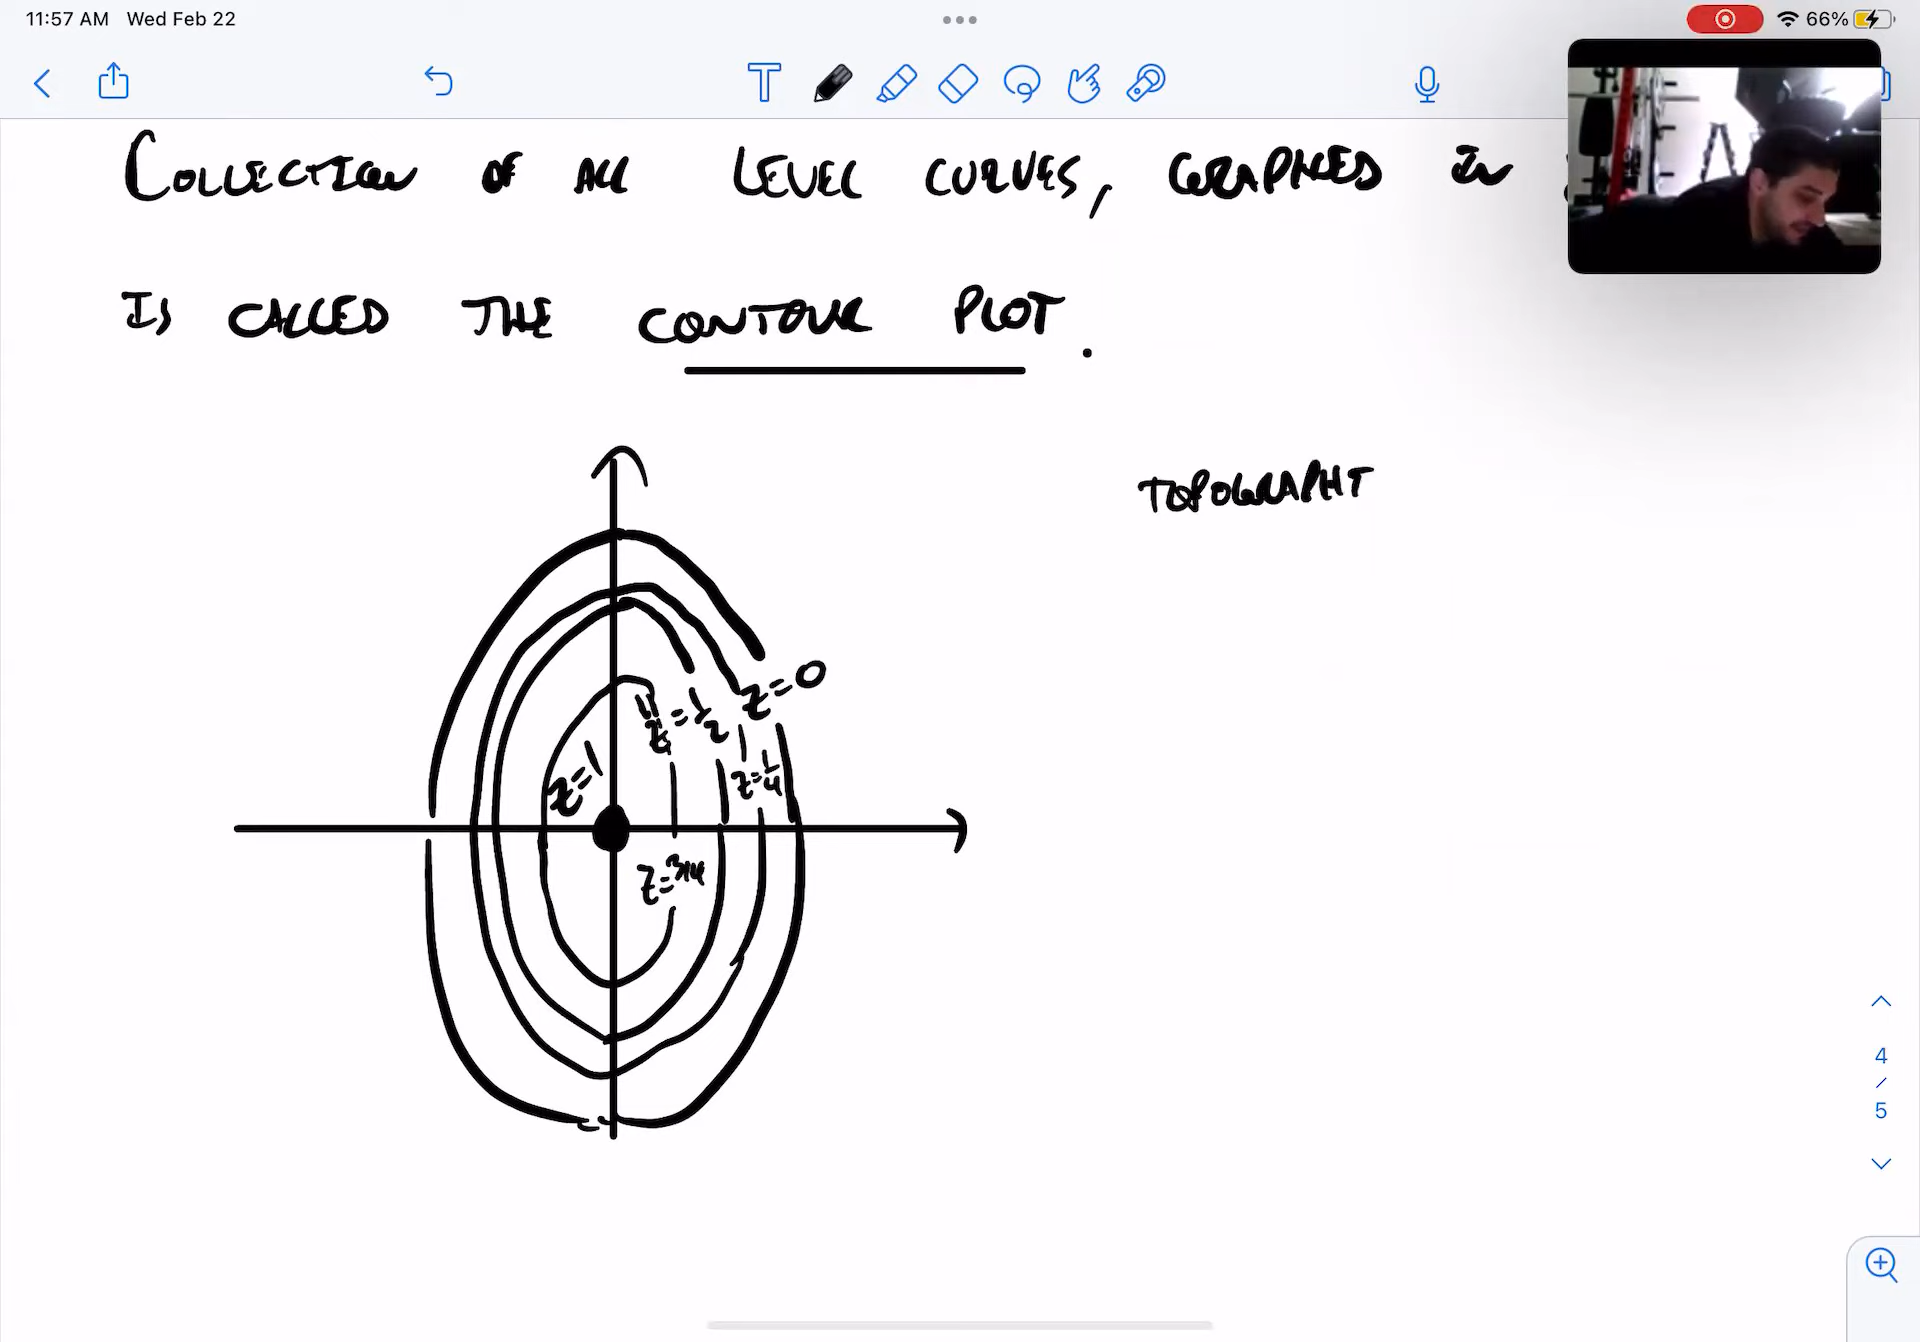 11:57 AM Wed Feb 22
66%
T
COLLECTION OF ALL LEVEL CURVES, GRAPHED IN
IS CALLED THE CONTOUR PLOT.
TOPOGRAPHY
z=0
z=1/2
z=1/4
z=1
z=3/4
4
/
5